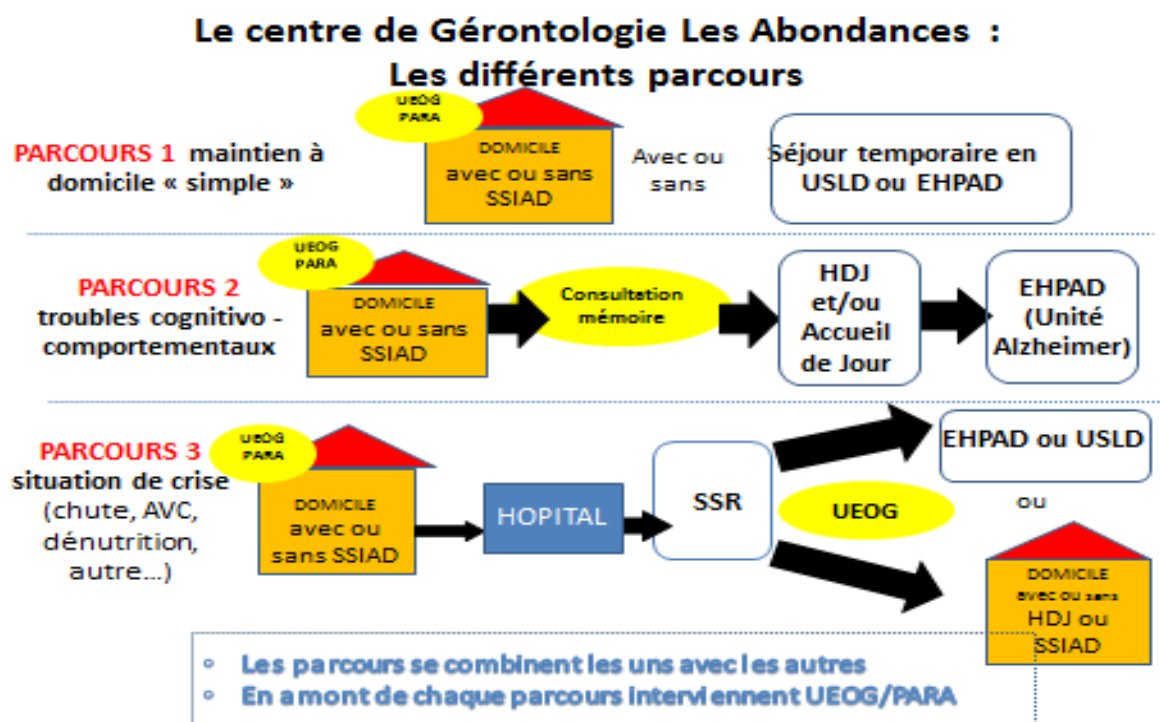 Le centre de Gérontologie Les Abondances :
Les différents parcours
UEOG
PARA
PARCOURS 1 maintien à
domicile « simple »
DOMICILE
avec ou sans
SSIAD
Avec ou
sans
Séjour temporaire en
USLD ou EHPAD
UEOG
PARA
PARCOURS 2
troubles cognitivo -
comportementaux
DOMICILE
avec ou sans
SSIAD
Consultation
mémoire
HDJ
et/ou
Accueil
de Jour
EHPAD
(Unité
Alzheimer)
UEOG
PARA
PARCOURS 3
situation de crise
(chute, AVC,
dénutrition,
autre...)
DOMICILE
avec ou
sans SSIAD
HOPITAL
SSR
UEOG
EHPAD ou USLD
ou
DOMICILE
avec ou sans
HDJ ou
SSIAD
◦ Les parcours se combinent les uns avec les autres
◦ En amont de chaque parcours interviennent UEOG/PARA